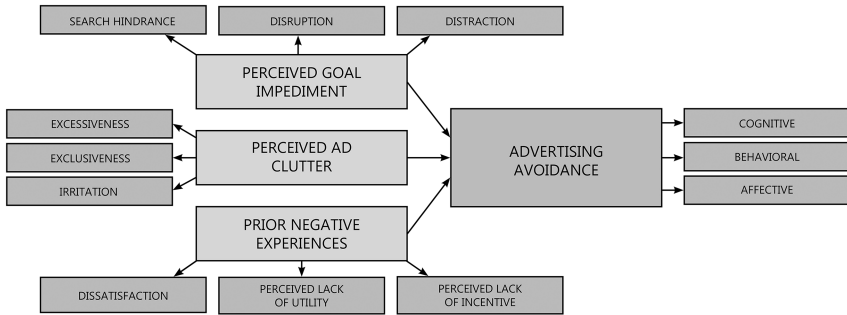 SEARCH HINDRANCE
DISRUPTION
DISTRACTION
PERCEIVED GOAL
IMPEDIMENT
EXCESSIVENESS
EXCLUSIVENESS
IRRITATION
PERCEIVED AD
CLUTTER
ADVERTISING
AVOIDANCE
COGNITIVE
BEHAVIORAL
AFFECTIVE
PRIOR NEGATIVE
EXPERIENCES
DISSATISFACTION
PERCEIVED LACK
OF UTILITY
PERCEIVED LACK
OF INCENTIVE